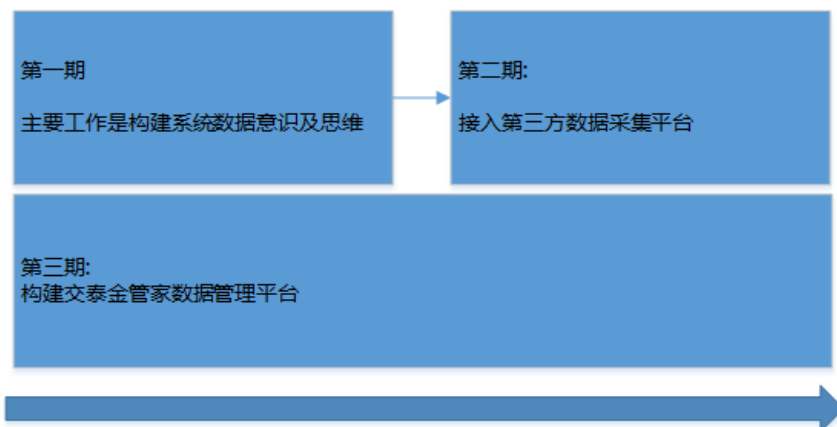 第一期
主要工作是构建系统数据意识及思维
第二期:
接入第三方数据采集平台
第三期:
构建交泰金管家数据管理平台